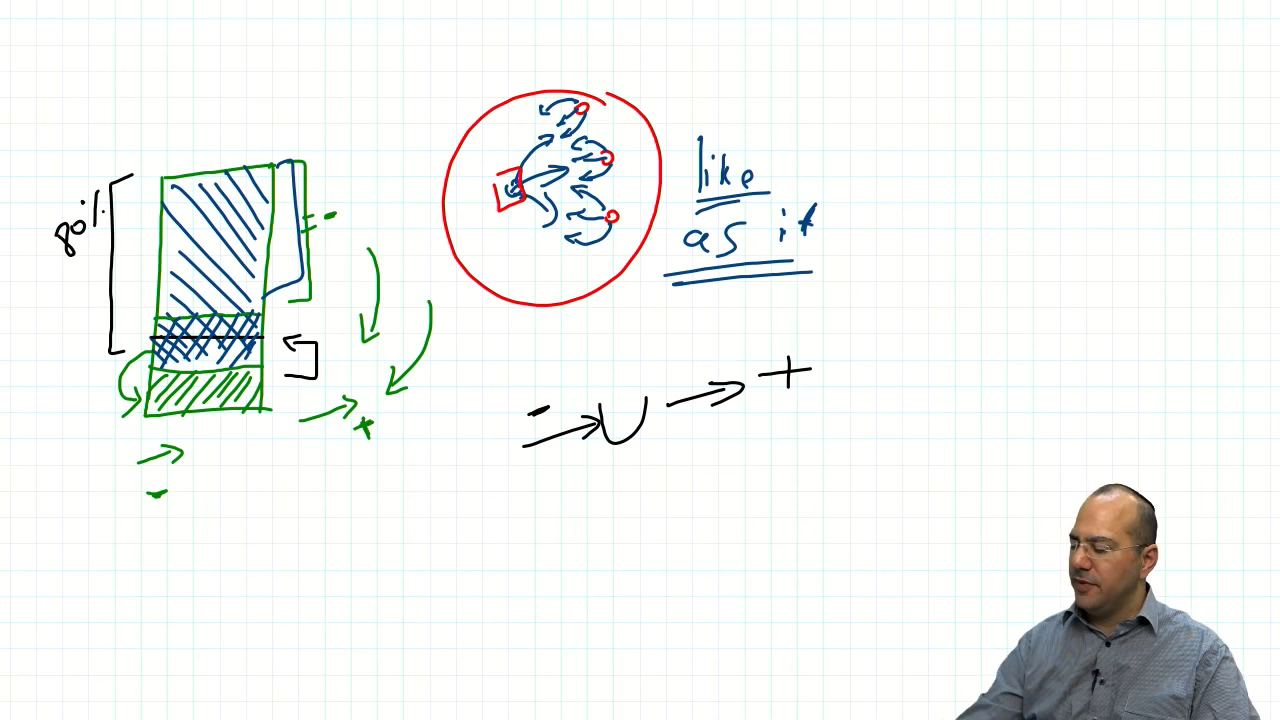 80%
like
as if
-
-
- U +